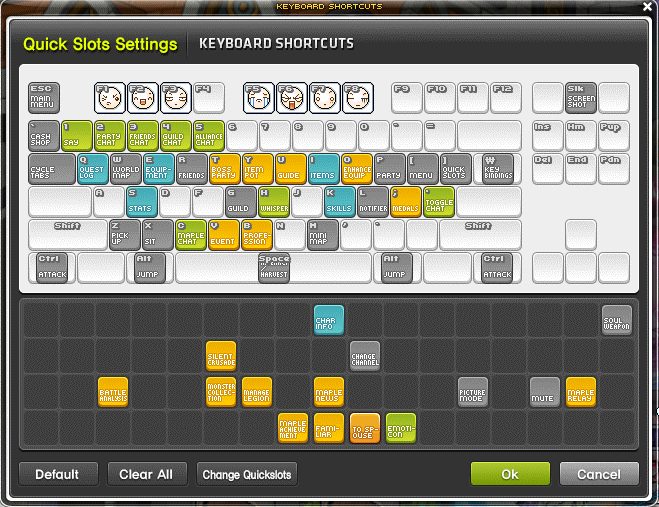 KEYBOARD SHORTCUTS
Quick Slots Settings KEYBOARD SHORTCUTS
ESC F1 F2 F3 F4 F5 F6 F7 F8 F9 F10 F11 F12 Slk
MAIN MENU SCREEN SHOT
` 1 2 3 4 5 6 7 8 9 0 - = Ins Hm Pup
CASH SHOP SAY PARTY CHAT FRIENDS CHAT GUILD CHAT ALLIANCE CHAT
Q W E R T Y U I O P [ ] ₩ Del End Pdn
CYCLE TABS QUEST LOG WORLD MAP EQUIP-MENT FRIENDS BOSS PARTY ITEM POT GUIDE ITEMS ENHANCE EQUIP PARTY MENU QUICK SLOTS KEY BINDINGS
A S D F G H J K L ; '
STATS GUILD WHISPER SKILLS NOTIFIER MEDALS TOGGLE CHAT
Shift Z X C V B N M , . Shift
PICK UP SIT MAPLE CHAT EVENT PROFE-SSION MINI MAP
Ctrl Alt Space Alt Ctrl
ATTACK JUMP HARVEST JUMP ATTACK
CHAR INFO SOUL WEAPON
SILENT CRUSADE CHANGE CHANNEL
BATTLE ANALYSIS MONSTER COLLEC-TION MANAGE LEGION MAPLE NEWS PICTURE MODE MUTE MAPLE RELAY
MAPLE ACHIEVE MENT FAMI-LIAR TO SP-OUSE EMOTI-CON
Default Clear All Change Quickslots Ok Cancel